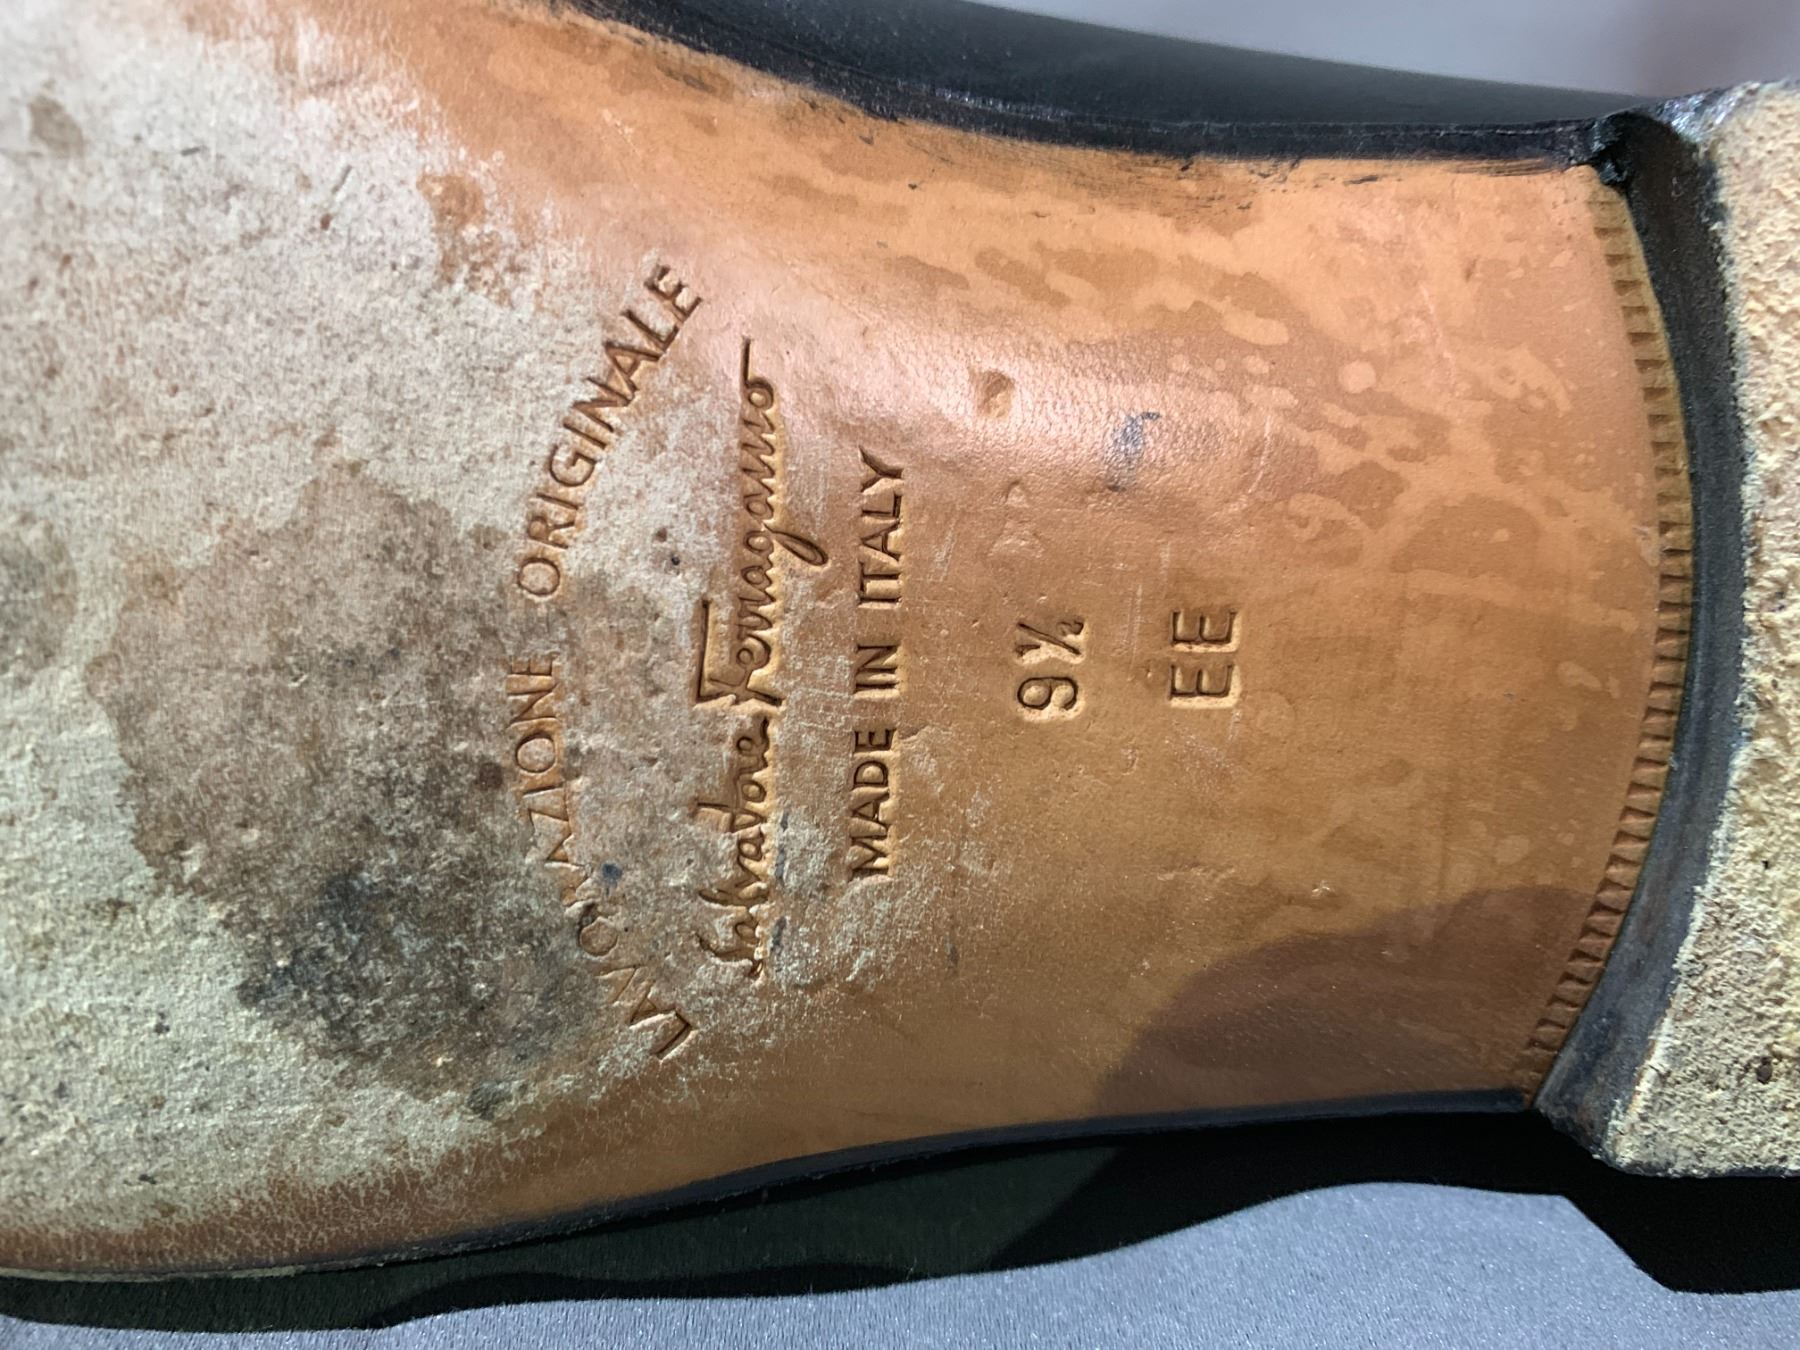 LAVORAZIONE ORIGINALE
Salvatore Ferragamo
MADE IN ITALY
9½
EE